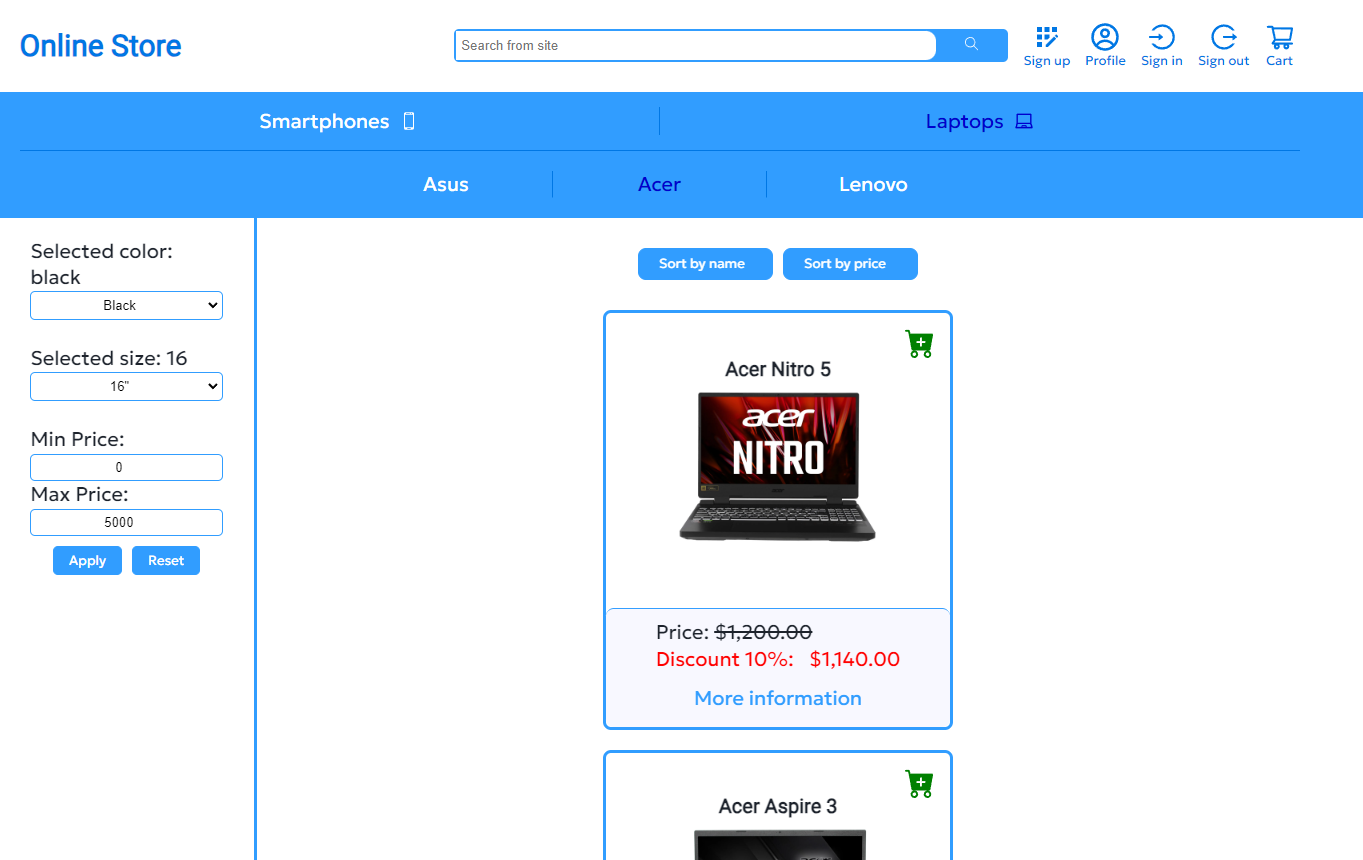 Online Store
Search from site
Sign up
Profile
Sign in
Sign out
Cart
Smartphones
Laptops
Asus
Acer
Lenovo
Selected color:
black
Black
Selected size: 16
16"
Min Price:
0
Max Price:
5000
Apply
Reset
Sort by name
Sort by price
Acer Nitro 5
acer
NITRO
Price: $1,200.00
Discount 10%: $1,140.00
More information
Acer Aspire 3